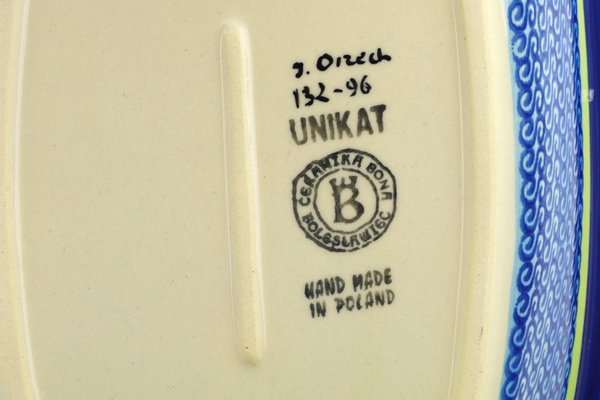 J. Orzech
132-96
UNIKAT
CERAMIKA BONA
B
BOLESŁAWIEC
HAND MADE
IN POLAND